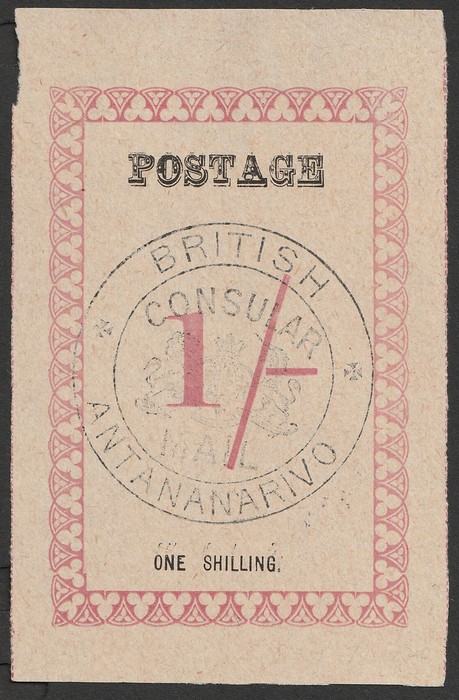 POSTAGE
BRITISH
CONSULAR
1/-
MAIL
ANTANANARIVO
ONE SHILLING.